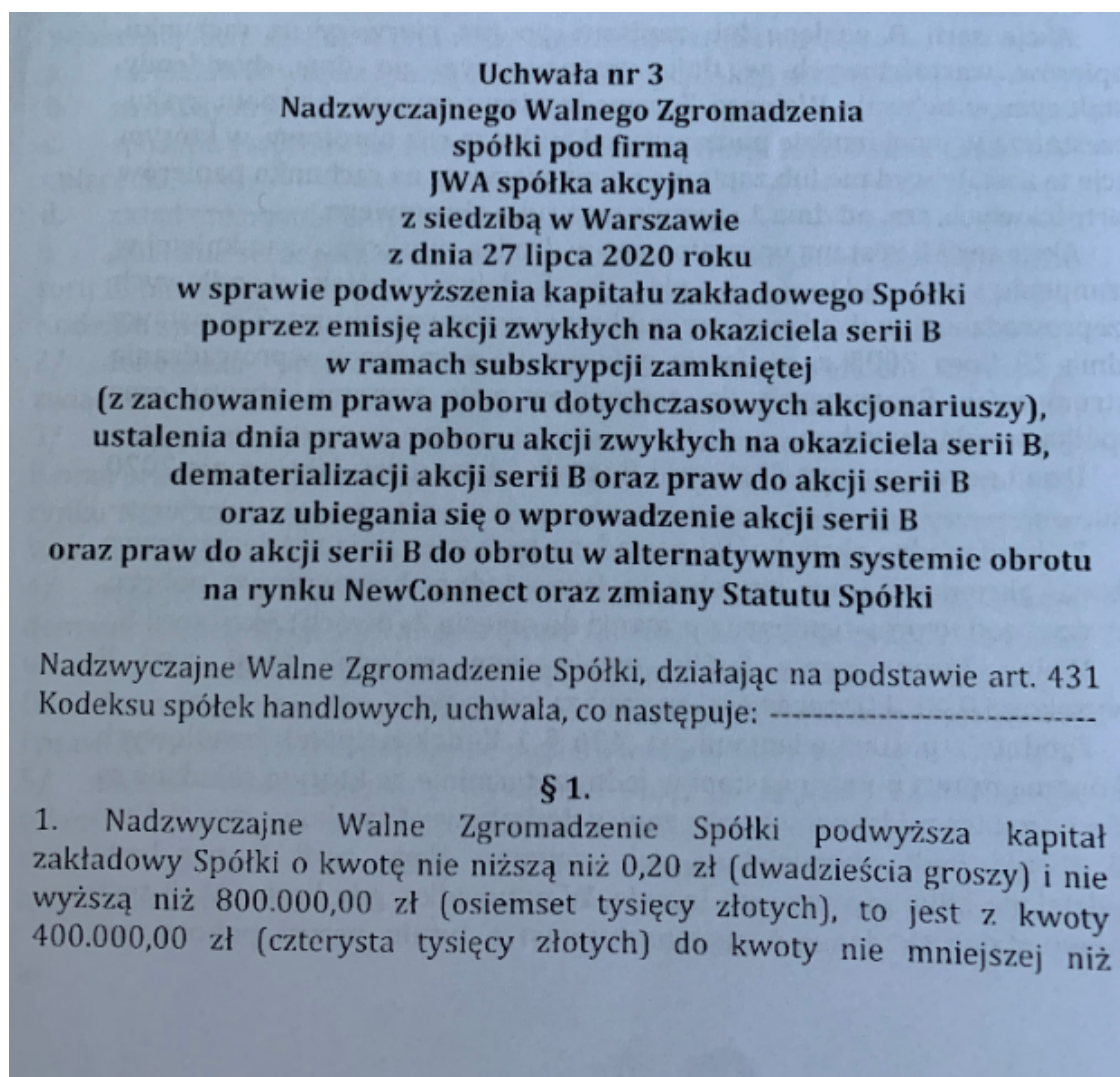 Uchwała nr 3
Nadzwyczajnego Walnego Zgromadzenia
spółki pod firmą
JWA spółka akcyjna
z siedzibą w Warszawie
z dnia 27 lipca 2020 roku
w sprawie podwyższenia kapitału zakładowego Spółki
poprzez emisję akcji zwykłych na okaziciela serii B
w ramach subskrypcji zamkniętej
(z zachowaniem prawa poboru dotychczasowych akcjonariuszy),
ustalenia dnia prawa poboru akcji zwykłych na okaziciela serii B,
dematerializacji akcji serii B oraz praw do akcji serii B
oraz ubiegania się o wprowadzenie akcji serii B
oraz praw do akcji serii B do obrotu w alternatywnym systemie obrotu
na rynku NewConnect oraz zmiany Statutu Spółki
Nadzwyczajne Walne Zgromadzenie Spółki, działając na podstawie art. 431
Kodeksu spółek handlowych, uchwala, co następuje: ------------------------------
§ 1.
1. Nadzwyczajne Walne Zgromadzenie Spółki podwyższa kapitał
zakładowy Spółki o kwotę nie niższą niż 0,20 zł (dwadzieścia groszy) i nie
wyższą niż 800.000,00 zł (osiemset tysięcy złotych), to jest z kwoty
400.000,00 zł (czterysta tysięcy złotych) do kwoty nie mniejszej niż